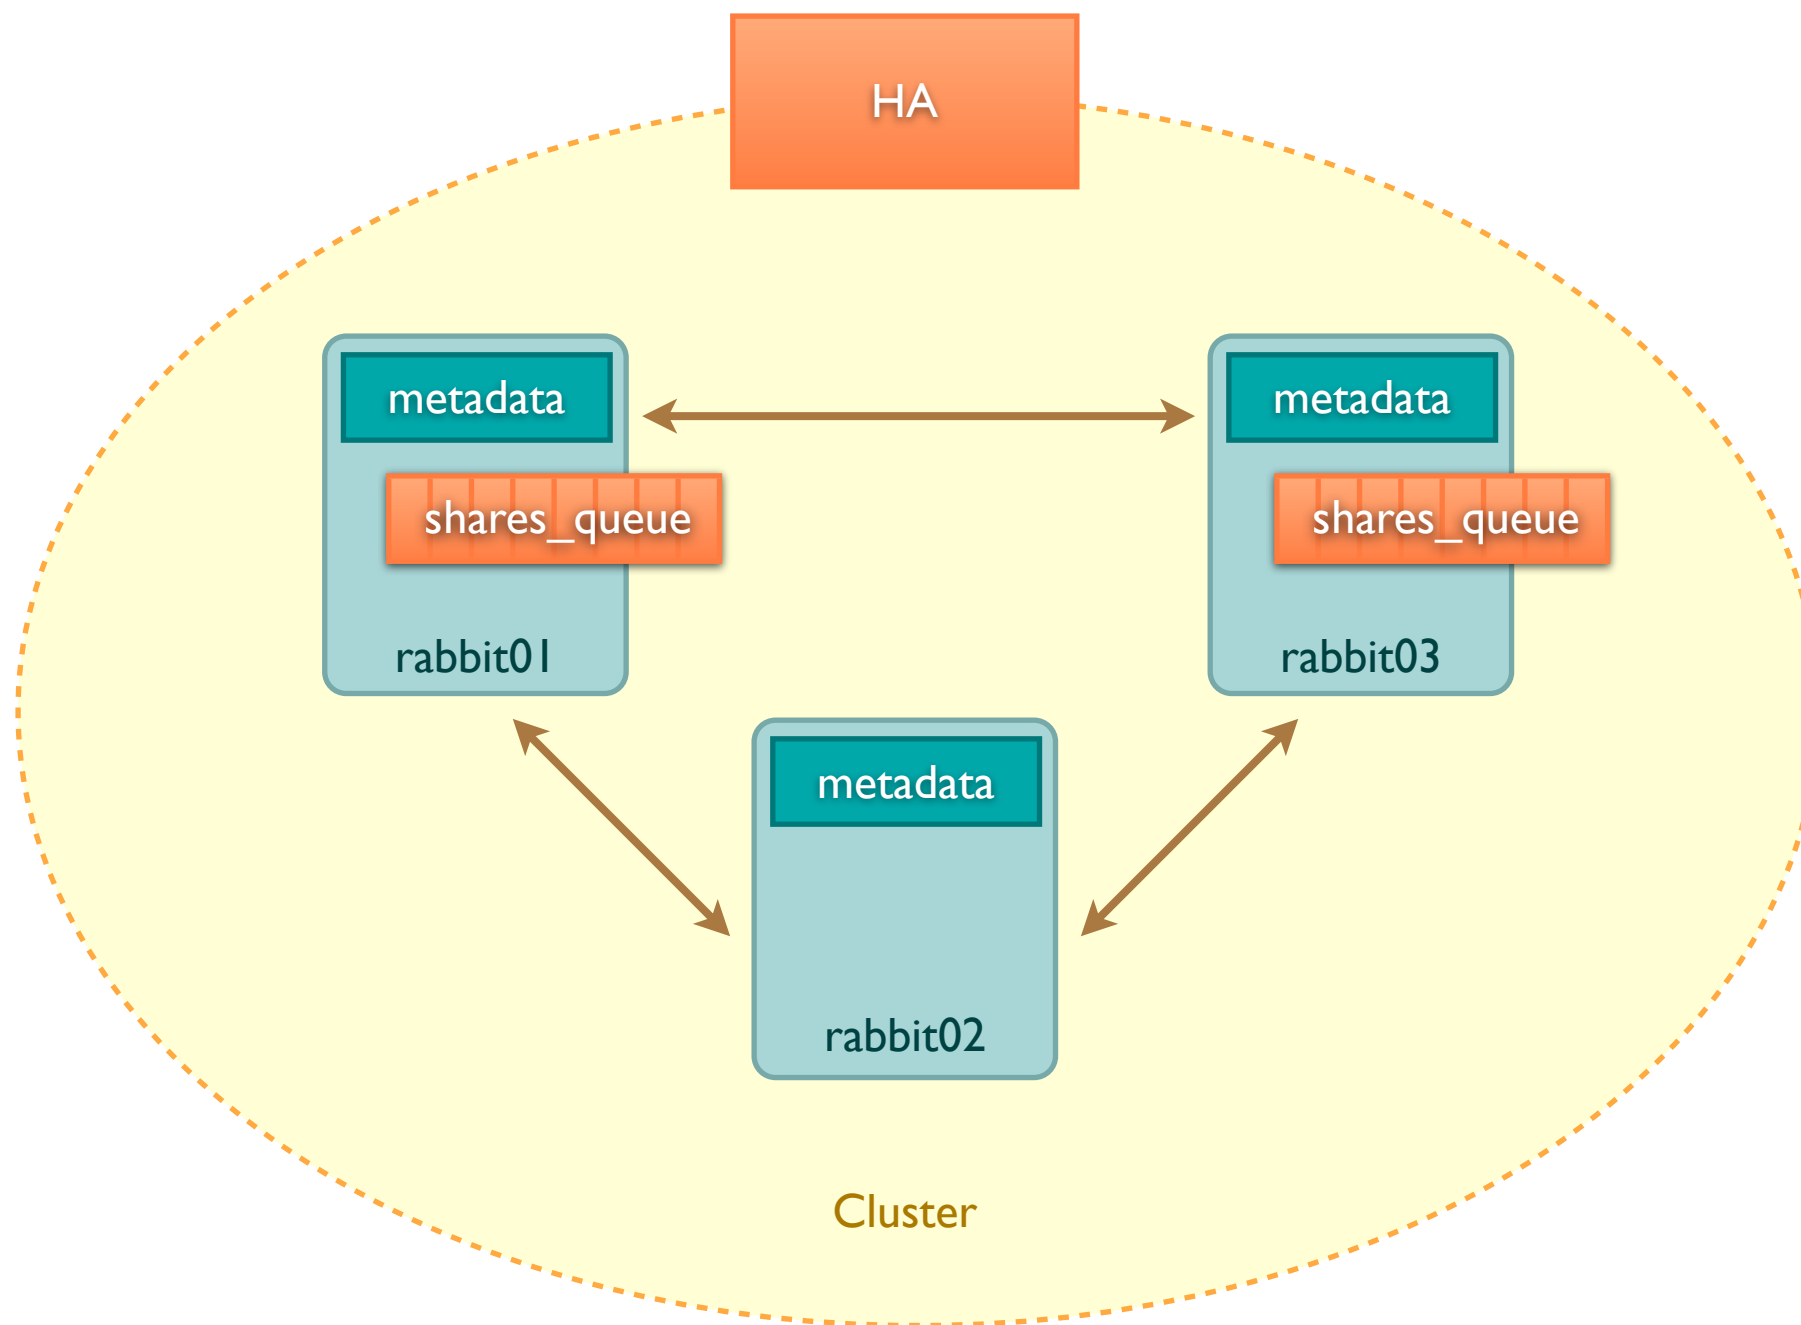 HA
metadata
metadata
shares_queue
shares_queue
rabbit01
rabbit03
metadata
rabbit02
Cluster